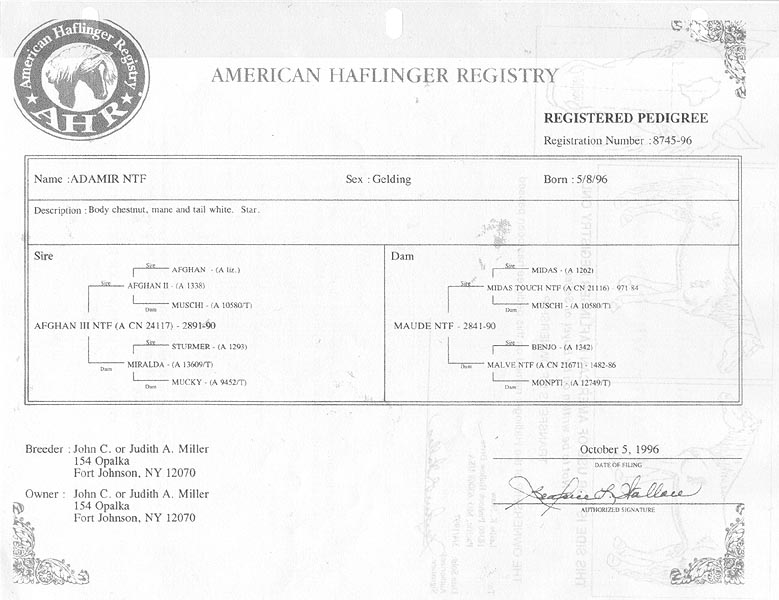 American Haflinger Registry
AHR
AMERICAN HAFLINGER REGISTRY
REGISTERED PEDIGREE
Registration Number :8745-96
Name :ADAMIR NTF Sex :Gelding Born :5/8/96
Description :Body chestnut, mane and tail white. Star.
Sire
Sire AFGHAN - (A liz.)
Sire AFGHAN II - (A 1338)
Dam MUSCHI - (A 10580/T)
AFGHAN III NTF (A CN 24117) - 2891-90
Sire STURMER - (A 1293)
Dam MIRALDA - (A 13609/T)
Dam MUCKY - (A 9452/T)
Dam
Sire MIDAS - (A 1262)
Sire MIDAS TOUCH NTF (A CN 21116) - 971 84
Dam MUSCHI - (A 10580/T)
MAUDE NTF - 2841-90
Sire BENJO - (A 1342)
Dam MALVE NTF (A CN 21671) - 1482-86
Dam MONPTI - (A 12749/T)
Breeder :John C. or Judith A. Miller
154 Opalka
Fort Johnson, NY 12070
Owner : John C. or Judith A. Miller
154 Opalka
Fort Johnson, NY 12070
October 5, 1996
DATE OF FILING
Wallace
AUTHORIZED SIGNATURE